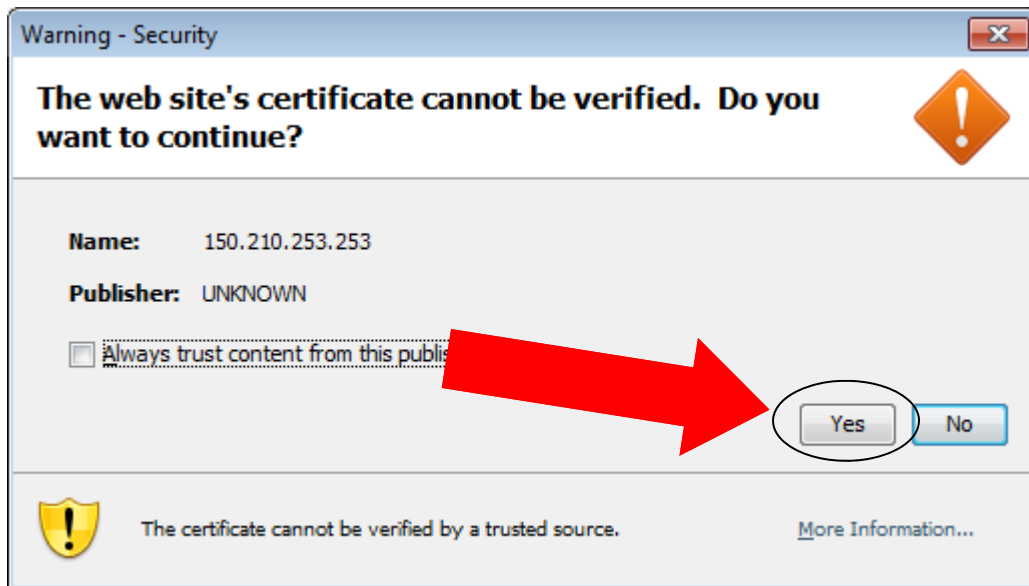 Warning - Security
The web site's certificate cannot be verified. Do you
want to continue?
Name: 150.210.253.253
Publisher: UNKNOWN
Always trust content from this
Yes No
The certificate cannot be verified by a trusted source. More Information...